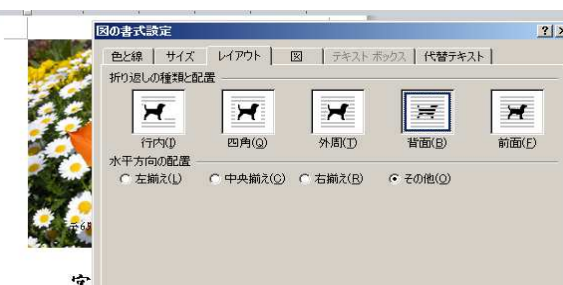 図の書式設定
色と線 サイズ レイアウト 図 テキスト ボックス 代替テキスト
折り返しの種類と配置
行内(I) 四角(Q) 外周(T) 背面(B) 前面(F)
水平方向の配置
左揃え(L) 中央揃え(C) 右揃え(R) その他(O)